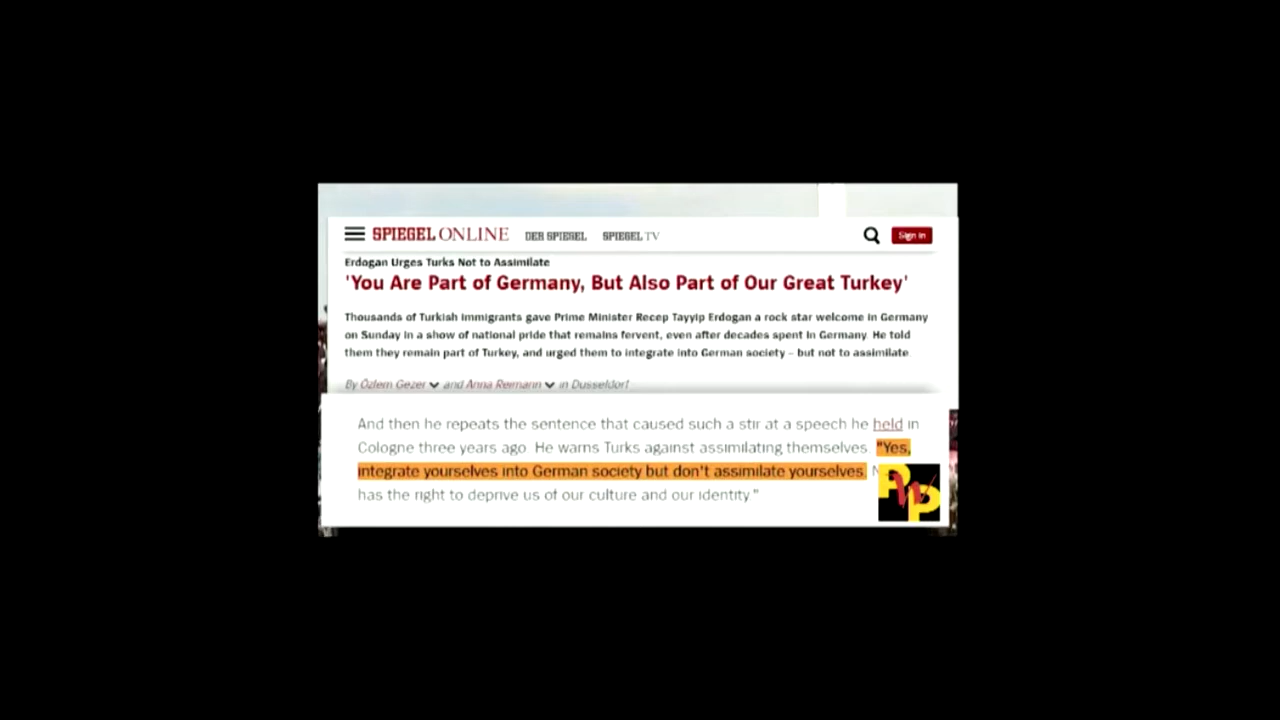 SPIEGEL ONLINE DER SPIEGEL SPIEGEL TV Sign in
Erdogan Urges Turks Not to Assimilate
'You Are Part of Germany, But Also Part of Our Great Turkey'
Thousands of Turkish immigrants gave Prime Minister Recep Tayyip Erdogan a rock star welcome in Germany
on Sunday in a show of national pride that remains fervent, even after decades spent in Germany. He told
them they remain part of Turkey, and urged them to integrate into German society – but not to assimilate.
By Özlem Gezer and Anna Reimann in Dusseldorf
And then he repeats the sentence that caused such a stir at a speech he held in
Cologne three years ago. He warns Turks against assimilating themselves. "Yes,
integrate yourselves into German society but don't assimilate yourselves.
has the right to deprive us of our culture and our identity."
PWP